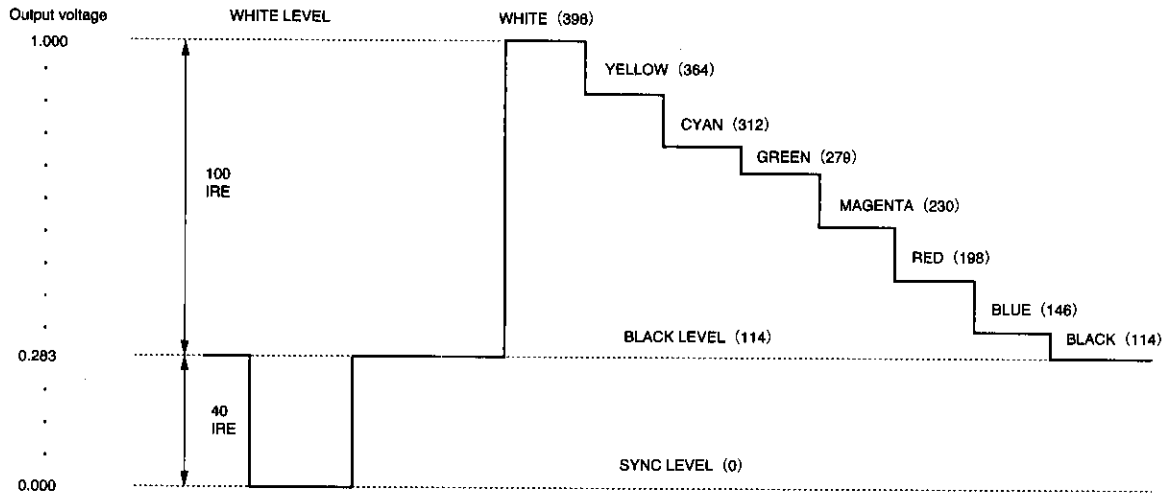 Output voltage
WHITE LEVEL
WHITE (396)
1.000
YELLOW (364)
CYAN (312)
GREEN (279)
100
IRE
MAGENTA (230)
RED (198)
BLUE (146)
BLACK LEVEL (114)
BLACK (114)
0.283
40
IRE
SYNC LEVEL (0)
0.000